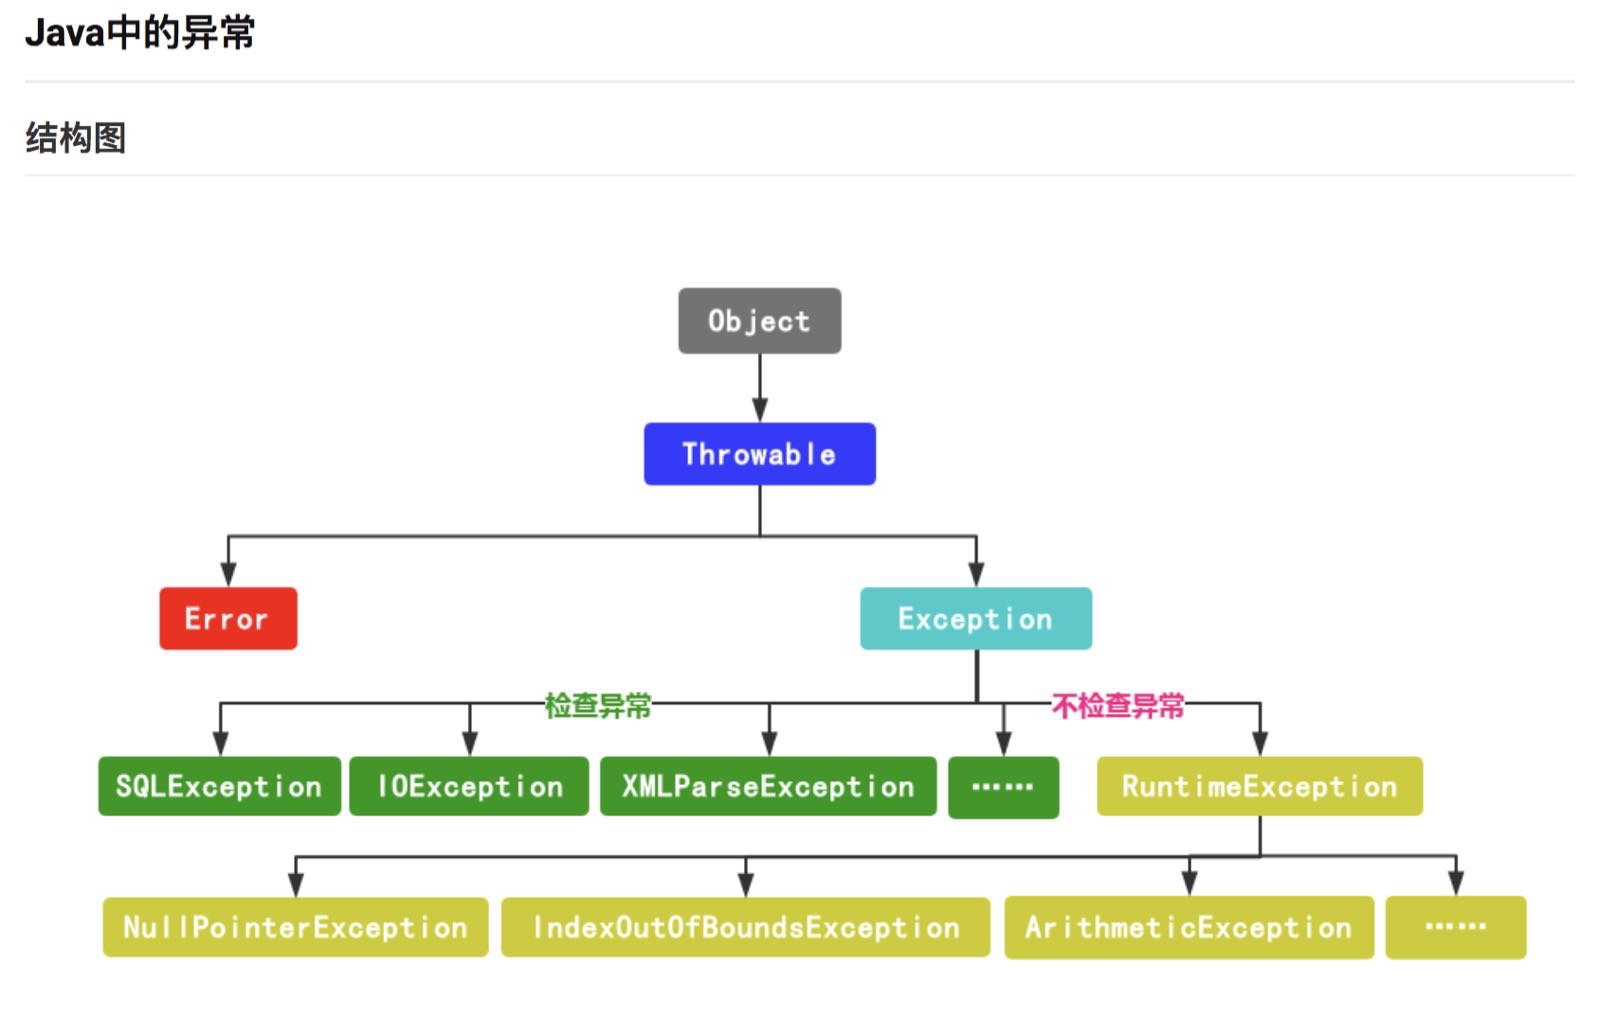 Java中的异常
结构图
Object
Throwable
Error
Exception
检查异常
不检查异常
SQLException
IOException
XMLParseException
……
RuntimeException
NullPointerException
IndexOutOfBoundsException
ArithmeticException
……